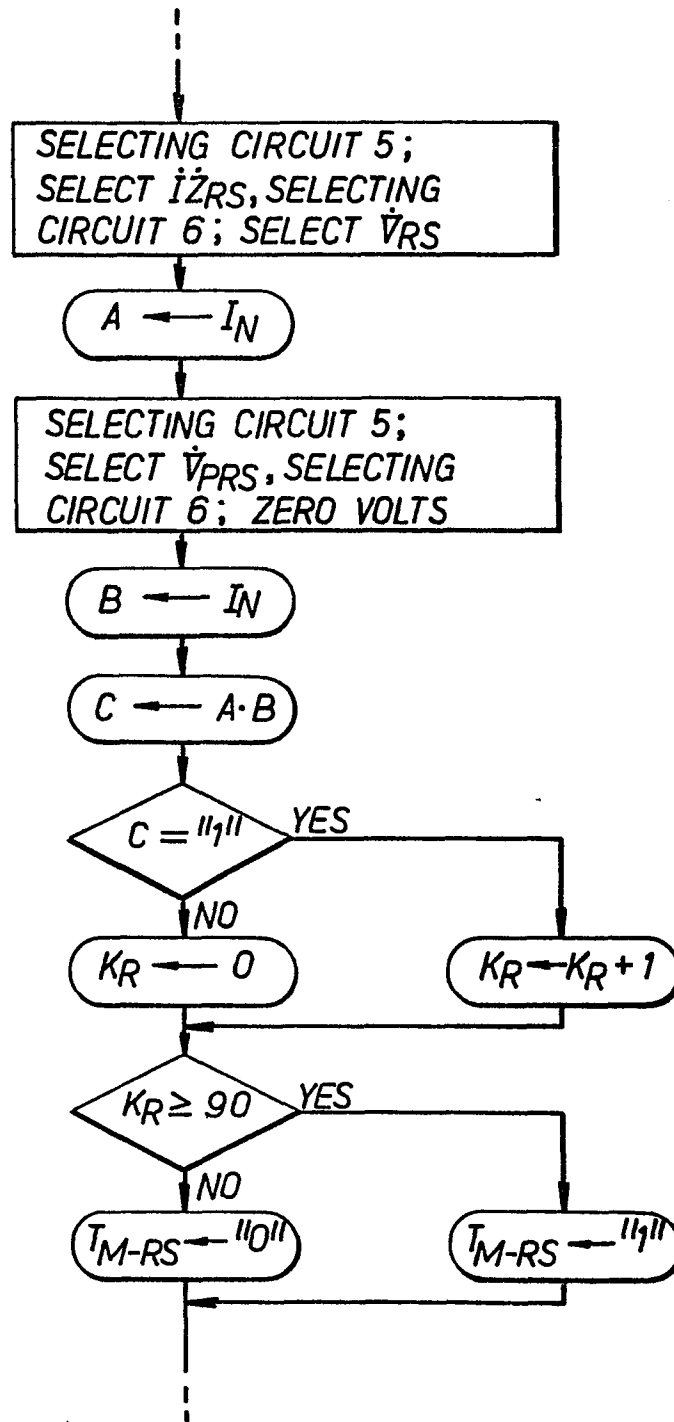 SELECTING CIRCUIT 5;
SELECT İŻRS, SELECTING
CIRCUIT 6; SELECT V̇RS
A ← IN
SELECTING CIRCUIT 5;
SELECT V̇PRS, SELECTING
CIRCUIT 6; ZERO VOLTS
B ← IN
C ← A·B
C = "1" YES
NO
KR ← 0 KR ← KR + 1
KR ≥ 90 YES
NO
TM-RS ← "0" TM-RS ← "1"